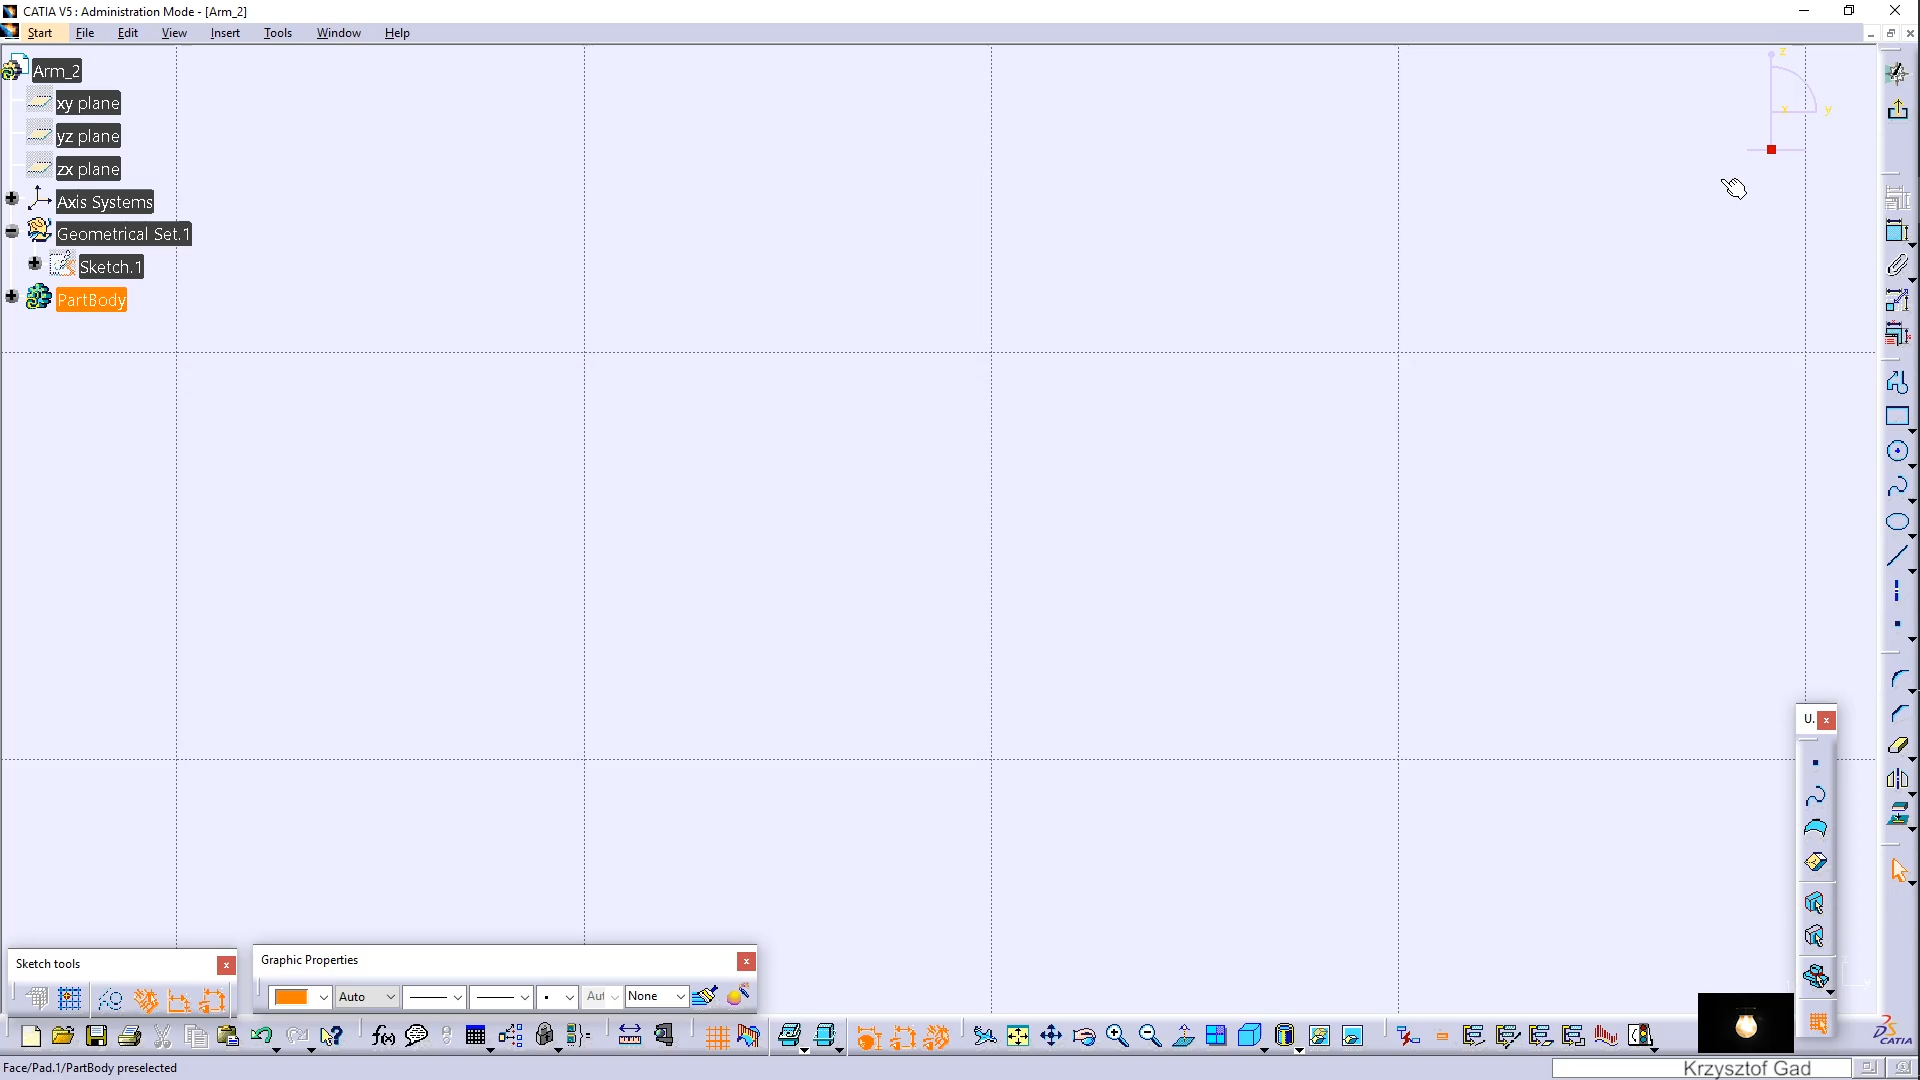 CATIA V5 : Administration Mode - [Arm_2]
Start File Edit View Insert Tools Window Help
Arm_2
xy plane
yz plane
zx plane
Axis Systems
Geometrical Set.1
Sketch.1
PartBody
z
x
y
U.
Sketch tools
Graphic Properties
Auto
Aut
None
f(x)
CATIA
Face/Pad.1/PartBody preselected
Krzysztof Gad